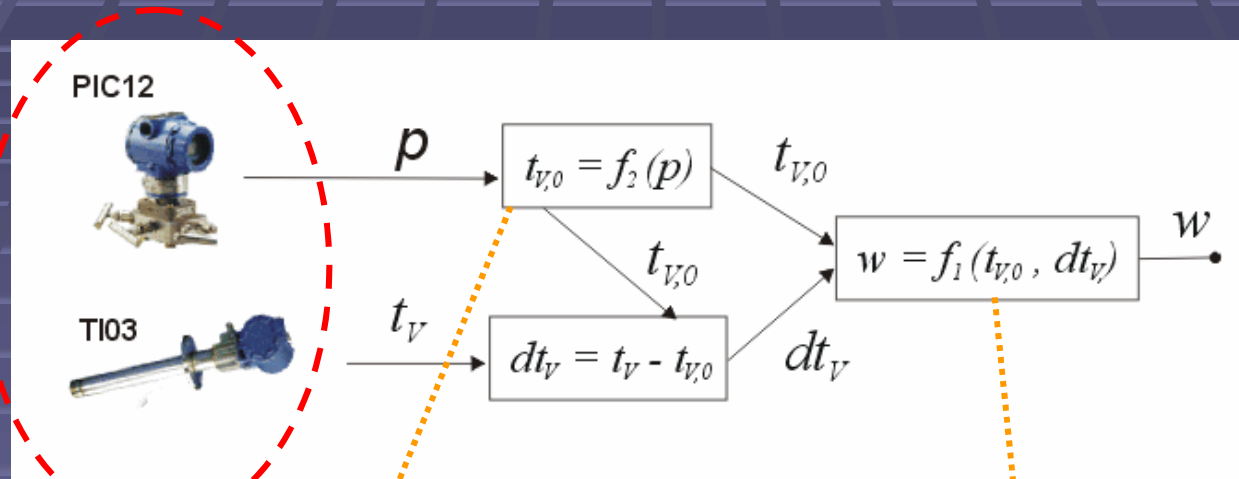 PIC12
p
t_{V,0} = f_2 (p)
t_{V,0}
t_{V,0}
w
w = f_1 (t_{V,0} , dt_V)
TI03
t_V
dt_V = t_V - t_{V,0}
dt_V